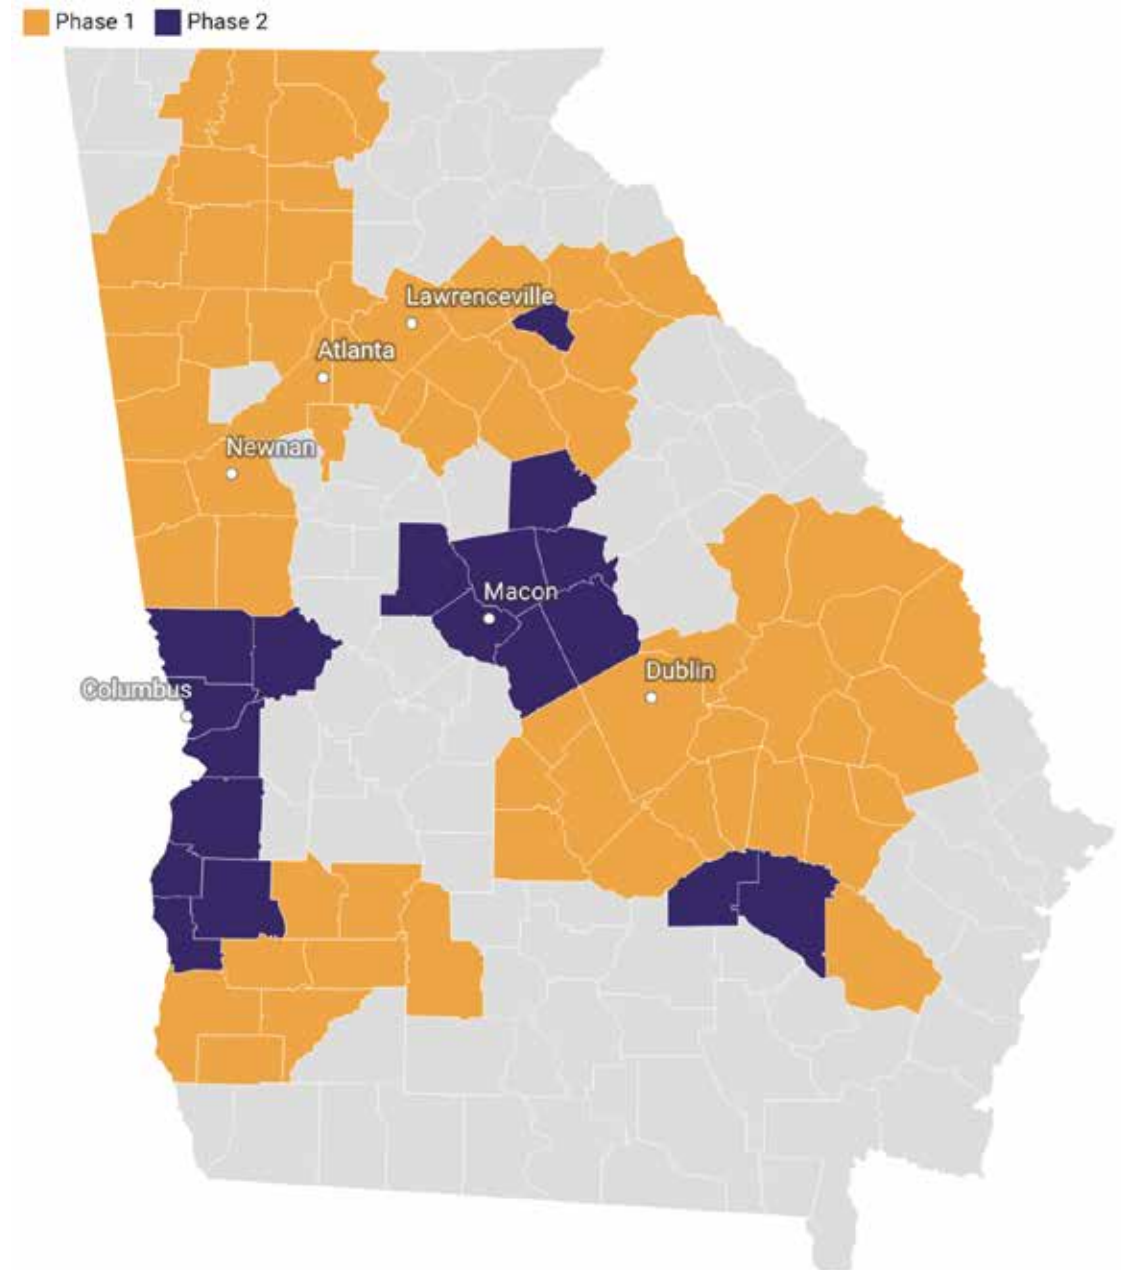 Phase 1 Phase 2
Lawrenceville
Atlanta
Newnan
Macon
Dublin
Columbus